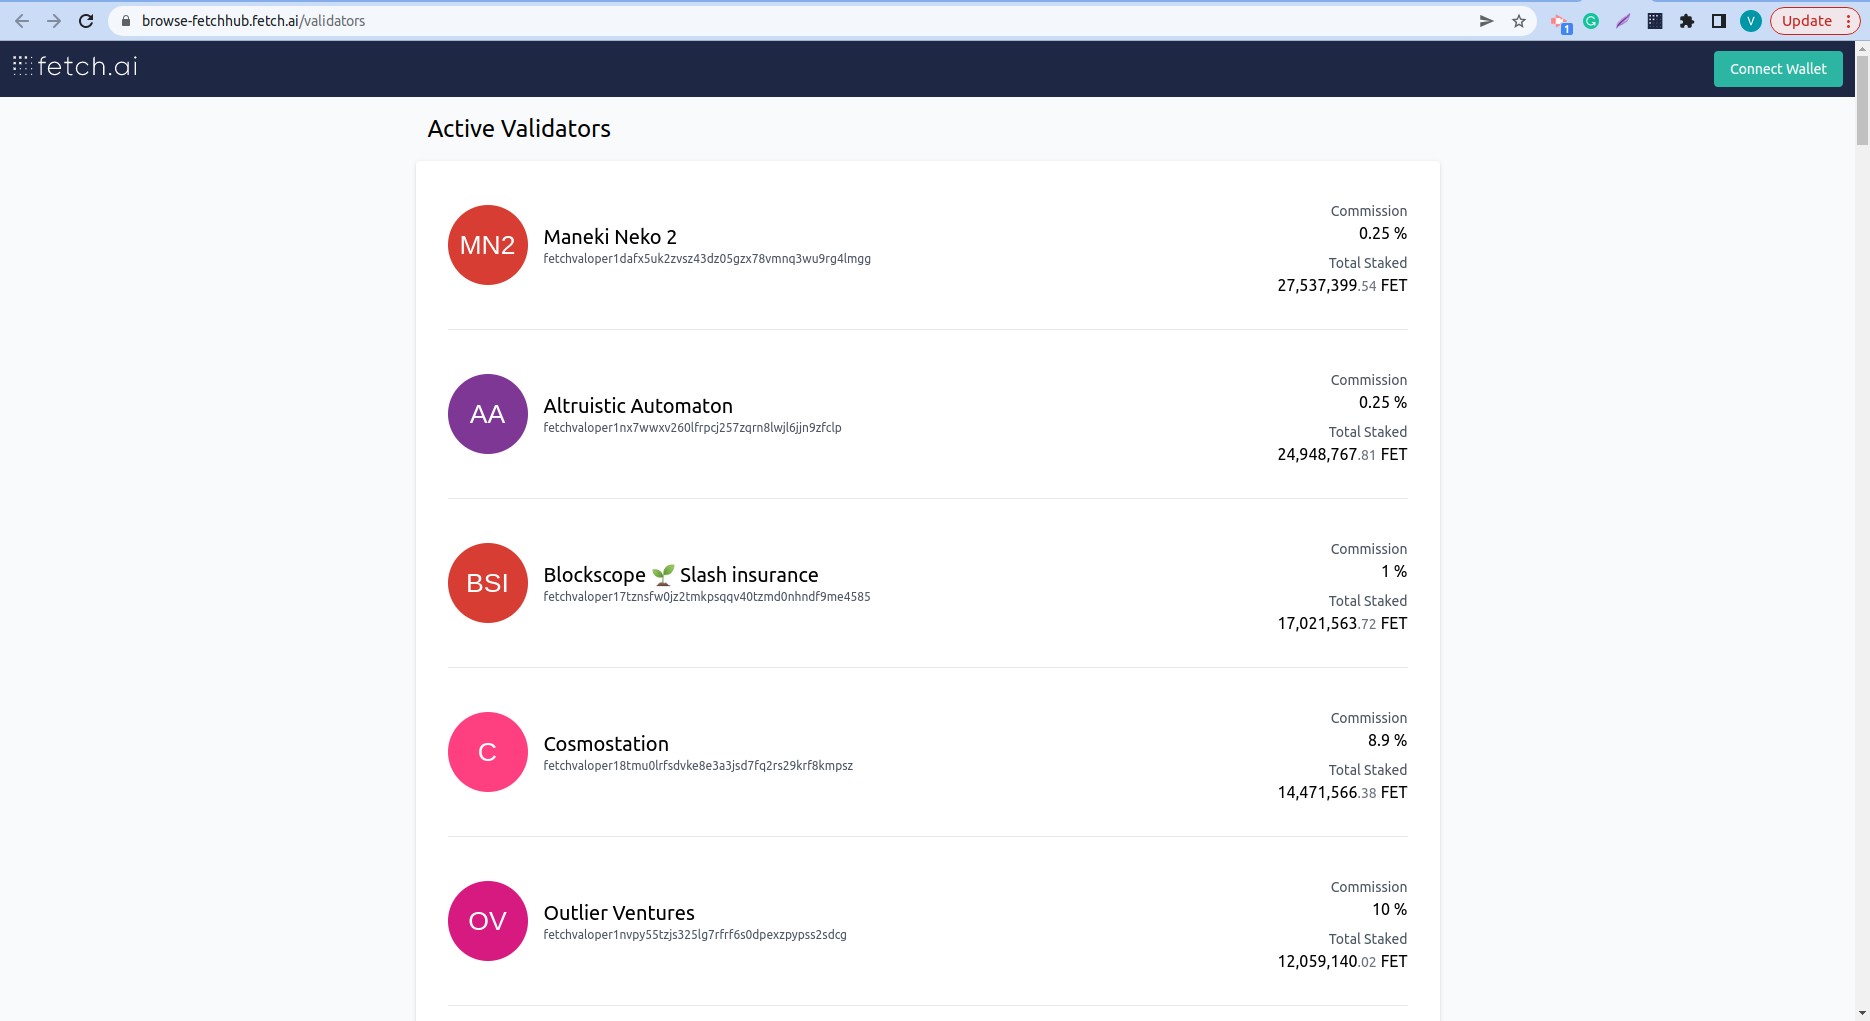 browse-fetchhub.fetch.ai/validators
1
V
Update
fetch.ai
Connect Wallet
Active Validators
MN2
Maneki Neko 2
fetchvaloper1dafx5uk2zvsz43dz05gzx78vmnq3wu9rg4lmgg
Commission
0.25 %
Total Staked
27,537,399.54 FET
AA
Altruistic Automaton
fetchvaloper1nx7wwxv260lfrpcj257zqrn8lwjl6jjn9zfclp
Commission
0.25 %
Total Staked
24,948,767.81 FET
BSI
Blockscope 🌱 Slash insurance
fetchvaloper17tznsfw0jz2tmkpsqqv40tzmd0nhndf9me4585
Commission
1 %
Total Staked
17,021,563.72 FET
C
Cosmostation
fetchvaloper18tmu0lrfsdvke8e3a3jsd7fq2rs29krf8kmpsz
Commission
8.9 %
Total Staked
14,471,566.38 FET
OV
Outlier Ventures
fetchvaloper1nvpy55tzjs325lg7rfrf6s0dpexzpypss2sdcg
Commission
10 %
Total Staked
12,059,140.02 FET